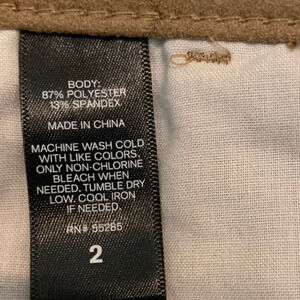 BODY:
87% POLYESTER
13% SPANDEX
MADE IN CHINA
MACHINE WASH COLD
WITH LIKE COLORS.
ONLY NON-CHLORINE
BLEACH WHEN
NEEDED. TUMBLE DRY
LOW. COOL IRON
IF NEEDED.
RN# 55285
2